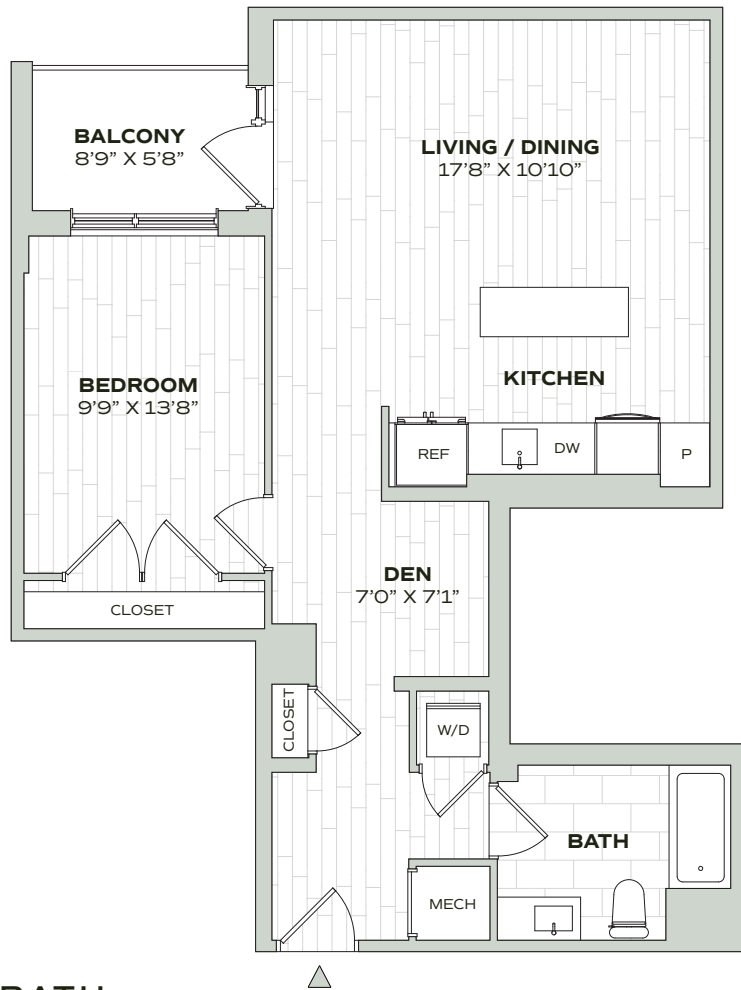 BALCONY
8’9” X 5’8”
LIVING / DINING
17’8” X 10’10”
BEDROOM
9’9” X 13’8”
KITCHEN
REF
DW
P
DEN
7’0” X 7’1”
CLOSET
CLOSET
W/D
BATH
MECH
BATH